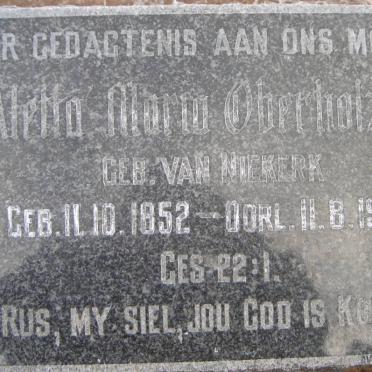 R GEDAGTENIS AAN ONS MO
Aletta Maria Oberholz
GEB. VAN NIEKERK
GEB. 11.10.1852 — OORL. 11.8.19
GES 22:1.
RUS, MY SIEL, JOU GOD IS KO